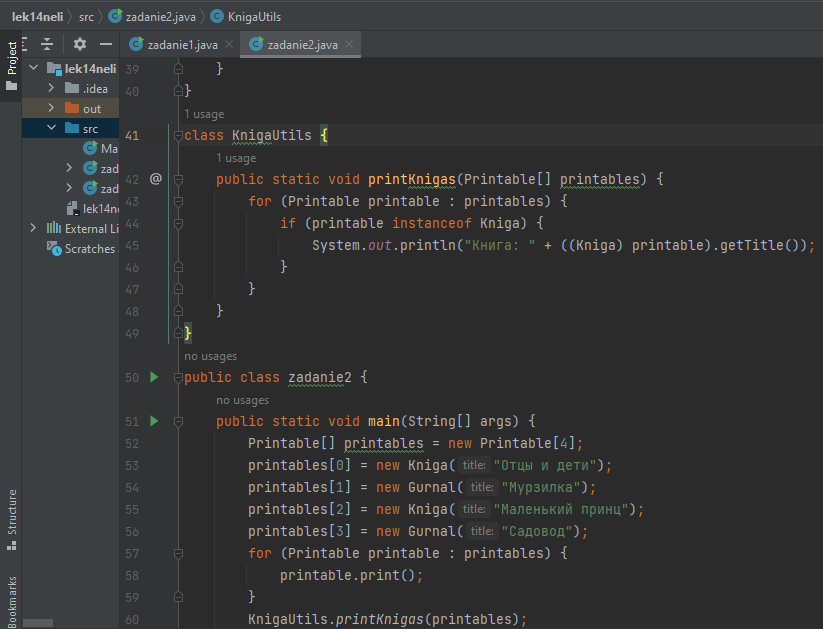 lek14neli src zadanie2.java KnigaUtils
zadanie1.java zadanie2.java
Project
lek14neli
.idea
out
src
Ma
zad
zad
lek14ne
External Li
Scratches
Structure
Bookmarks
39 }
40 }
1 usage
41 class KnigaUtils {
1 usage
42 @ public static void printKnigas(Printable[] printables) {
43 for (Printable printable : printables) {
44 if (printable instanceof Kniga) {
45 System.out.println("Книга: " + ((Kniga) printable).getTitle());
46 }
47 }
48 }
49 }
no usages
50 public class zadanie2 {
no usages
51 public static void main(String[] args) {
52 Printable[] printables = new Printable[4];
53 printables[0] = new Kniga( title: "Отцы и дети");
54 printables[1] = new Gurnal( title: "Мурзилка");
55 printables[2] = new Kniga( title: "Маленький принц");
56 printables[3] = new Gurnal( title: "Садовод");
57 for (Printable printable : printables) {
58 printable.print();
59 }
60 KnigaUtils.printKnigas(printables);